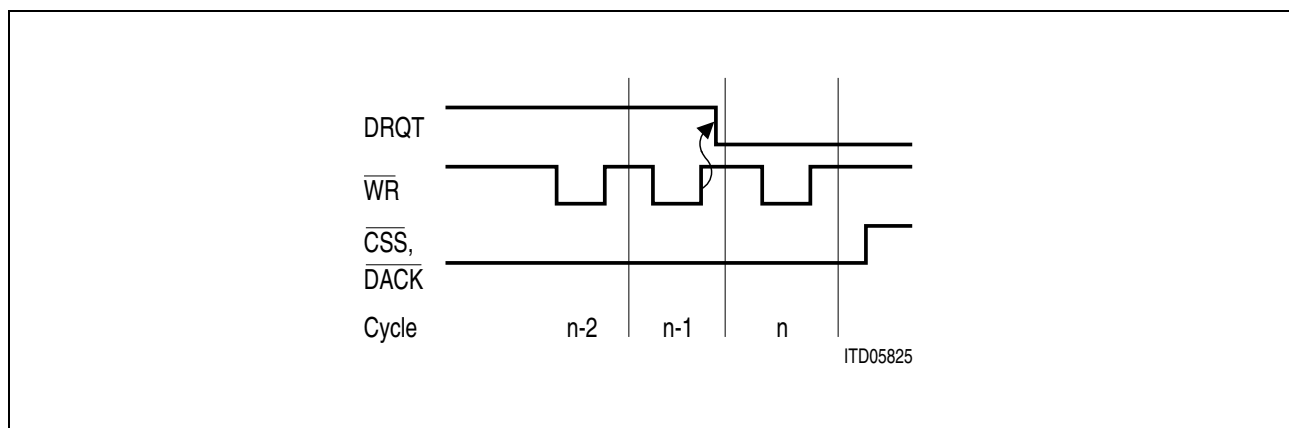 DRQT
WR
CSS,
DACK
Cycle n-2 n-1 n
ITD05825